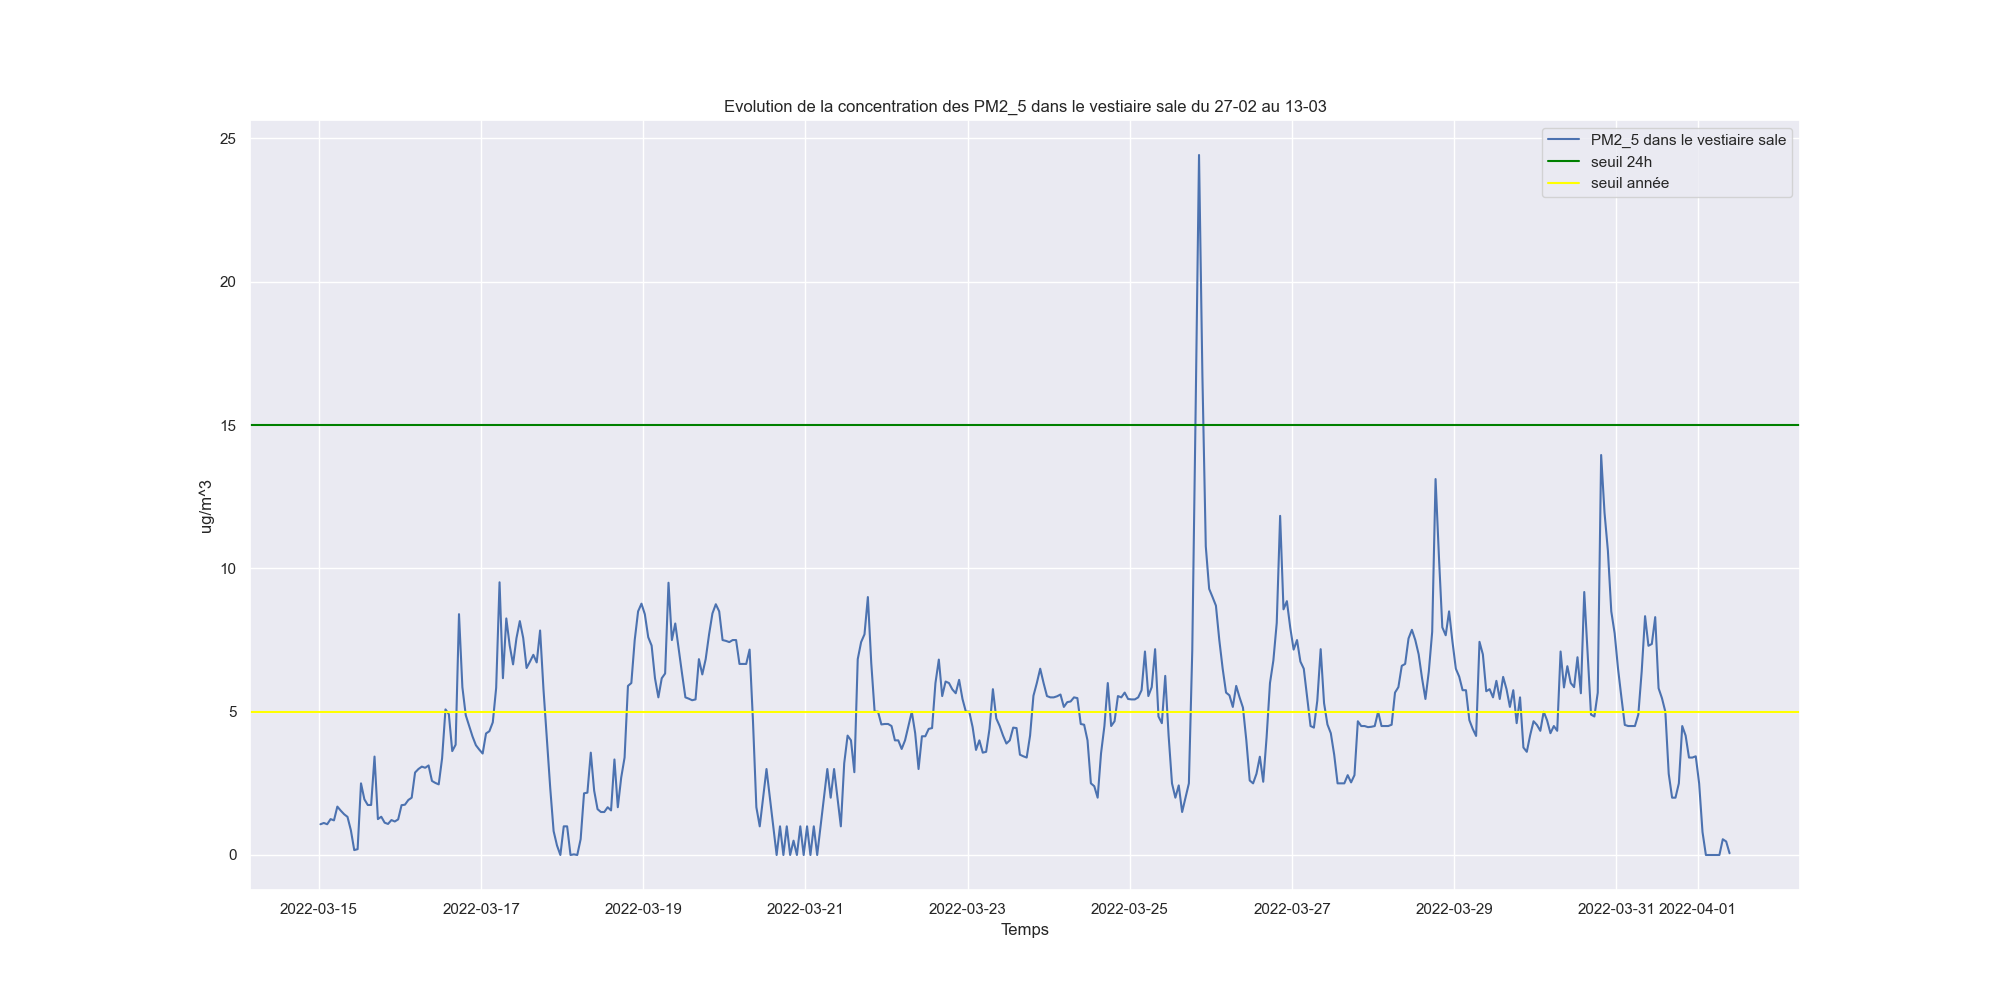 Evolution de la concentration des PM2_5 dans le vestiaire sale du 27-02 au 13-03
PM2_5 dans le vestiaire sale
seuil 24h
seuil année
25
20
15
10
5
0
ug/m^3
2022-03-15 2022-03-17 2022-03-19 2022-03-21 2022-03-23 2022-03-25 2022-03-27 2022-03-29 2022-03-31 2022-04-01
Temps